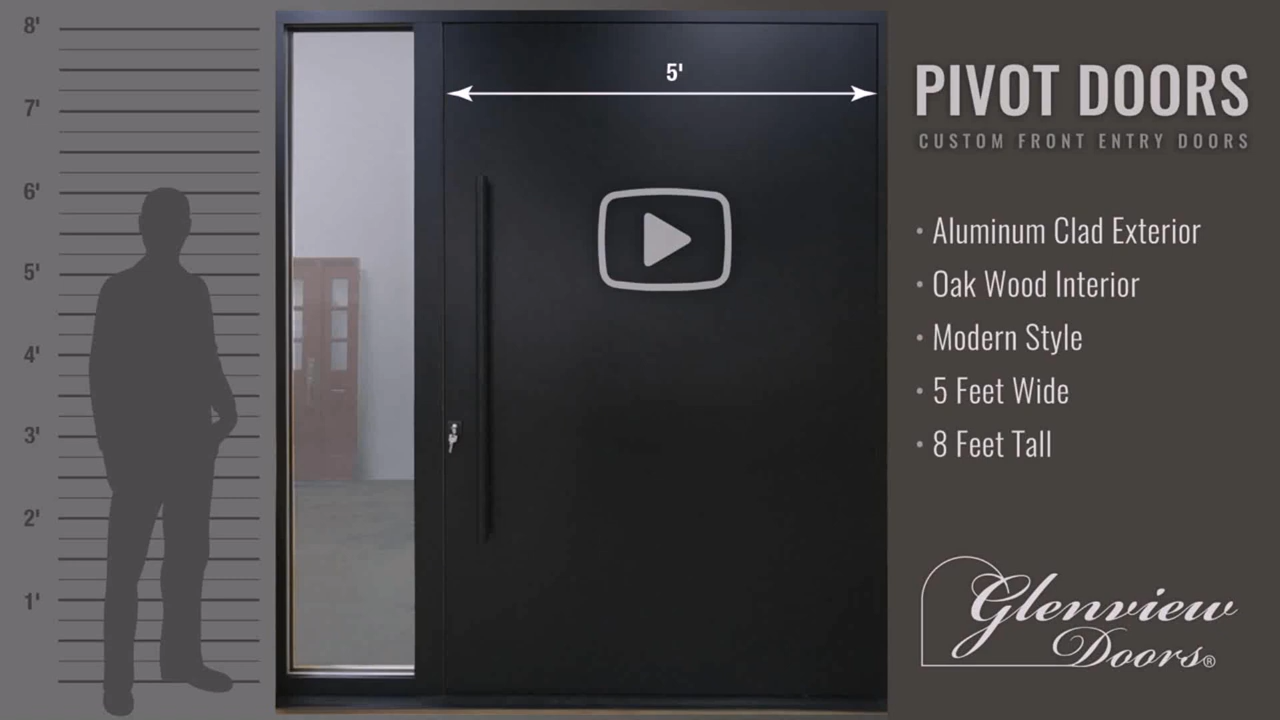 8'
7'
6'
5'
4'
3'
2'
1'
5'
PIVOT DOORS
CUSTOM FRONT ENTRY DOORS
• Aluminum Clad Exterior
• Oak Wood Interior
• Modern Style
• 5 Feet Wide
• 8 Feet Tall
Glenview
Doors®